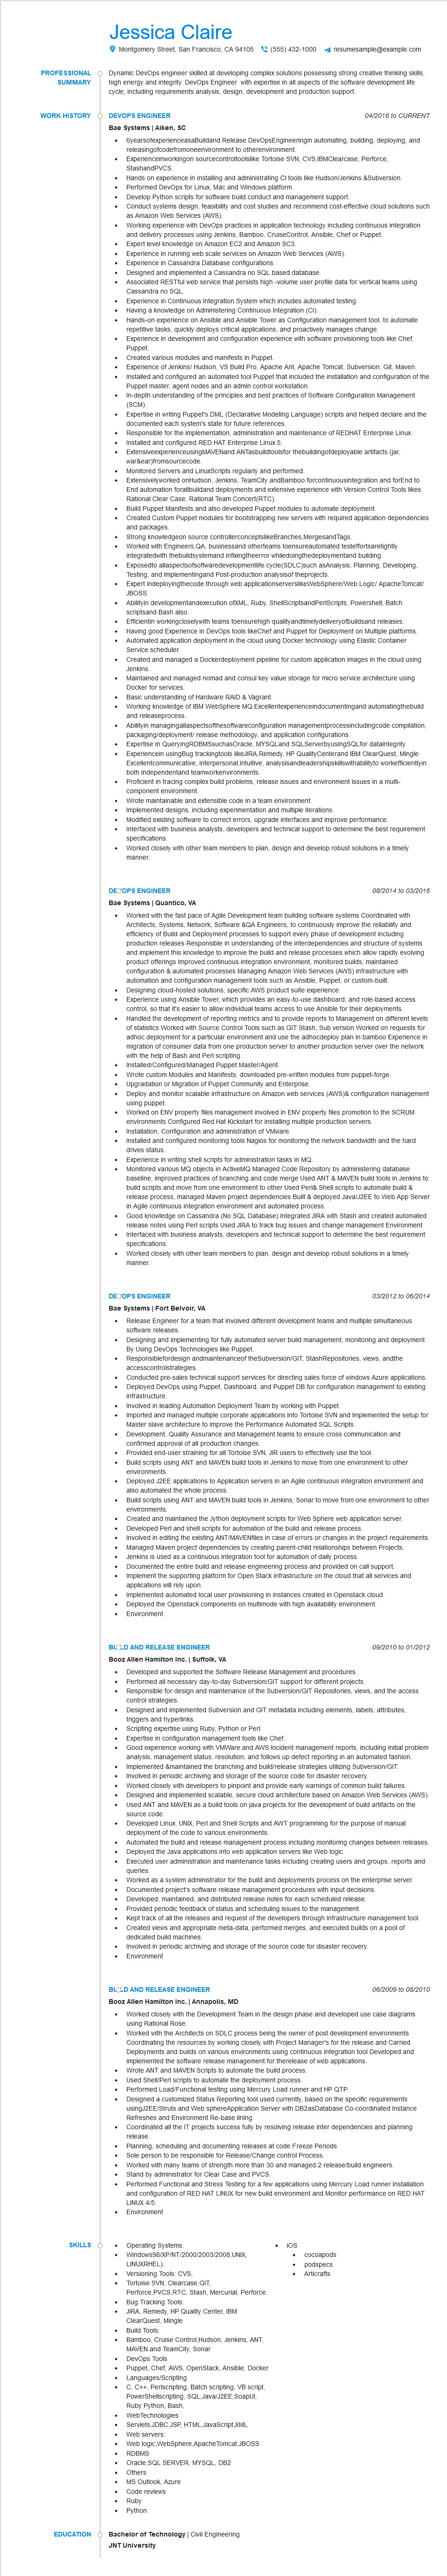 Jessica Claire
Montgomery Street, San Francisco, CA 94105 (555) 432-1000 resumesample@example.com
PROFESSIONAL
SUMMARY
Dynamic DevOps engineer skilled at developing complex solutions possessing strong creative thinking skills,
high energy and integrity. DevOps Engineer with expertise in all aspects of the software development life
cycle, including requirements analysis, design, development and production support.
WORK HISTORY
DEVOPS ENGINEER 04/2016 to CURRENT
Bae Systems | Aiken, SC
• 6yearsofexperienceasaBuildand Release DevOpsEngineeringin automating, building, deploying, and
releasingofcodefromoneenvironment to otherenvironment.
• Experienceinworkingon sourcecontroltoolslike Tortoise SVN, CVS,IBMClearcase, Perforce,
StashandPVCS.
• Hands on experience in installing and administrating CI tools like Hudson/Jenkins &Subversion.
• Performed DevOps for Linux, Mac and Windows platform.
• Develop Python scripts for software build conduct and management support.
• Conduct systems design, feasibility and cost studies and recommend cost-effective cloud solutions such
as Amazon Web Services (AWS).
• Working experience with DevOps practices in application technology including continuous integration
and delivery processes using Jenkins, Bamboo, CruiseControl, Ansible, Chef or Puppet.
• Expert level knowledge on Amazon EC2 and Amazon SC3.
• Experience in running web scale services on Amazon Web Services (AWS).
• Experience in Cassandra Database configurations.
• Designed and implemented a Cassandra no SQL based database.
• Associated RESTful web service that persists high -volume user profile data for vertical teams using
Cassandra no SQL.
• Experience in Continuous Integration System which includes automated testing.
• Having a knowledge on Administering Continuous Integration (CI).
• Hands-on experience on Ansible and Ansible Tower as Configuration management tool, to automate
repetitive tasks, quickly deploys critical applications, and proactively manages change.
• Experience in development and configuration experience with software provisioning tools like Chef,
Puppet.
• Created various modules and manifests in Puppet.
• Experience of Jenkins/ Hudson, VS Build Pro, Apache Ant, Apache Tomcat, Subversion, Git, Maven.
• Installed and configured an automated tool Puppet that included the installation and configuration of the
Puppet master, agent nodes and an admin control workstation.
• In-depth understanding of the principles and best practices of Software Configuration Management
(SCM).
• Expertise in writing Puppet's DML (Declarative Modeling Language) scripts and helped declare and the
documented each system's state for future references.
• Responsible for the implementation, administration and maintenance of REDHAT Enterprise Linux.
• Installed and configured RED HAT Enterprise Linux 5.
• ExtensiveexperienceusingMAVENand ANTasbuildtoolsfor thebuildingofdeployable artifacts (jar,
war&ear)fromsourcecode.
• Monitored Servers and LinuxScripts regularly and performed.
• Extensivelyworked onHudson, Jenkins, TeamCity andBamboo forcontinuousintegration and forEnd to
End automation forallbuildand deployments and extensive experience with Version Control Tools likes
Rational Clear Case, Rational Team Concert(RTC).
• Build Puppet Manifests and also developed Puppet modules to automate deployment.
• Created Custom Puppet modules for bootstrapping new servers with required application dependencies
and packages.
• Strong knowledgeon source controllerconceptslikeBranches,MergesandTags.
• Worked with Engineers,QA, businessand otherteams toensureautomated testeffortsaretightly
integratedwith thebuildsystemand infixingtheerror whiledoingthedeploymentand building.
• Exposedto allaspectsofsoftwaredevelopmentlife cycle(SDLC)such asAnalysis, Planning, Developing,
Testing, and Implementingand Post-production analysisof theprojects.
• Expert indeployingthecode through web applicationserverslikeWebSphere/Web Logic/ ApacheTomcat/
JBOSS.
• Abilityin developmentandexecution ofXML, Ruby, ShellScriptsandPerlScripts, Powershell, Batch
scriptsand Bash also.
• Efficientin workingcloselywith teams toensurehigh qualityandtimelydeliveryofbuildsand releases.
• Having good Experience in DevOps tools likeChef and Puppet for Deployment on Multiple platforms.
• Automated application deployment in the cloud using Docker technology using Elastic Container
Service scheduler.
• Created and managed a Dockerdeployment pipeline for custom application images in the cloud using
Jenkins.
• Maintained and managed nomad and consul key value storage for micro service architecture using
Docker for services.
• Basic understanding of Hardware RAID & Vagrant.
• Working knowledge of IBM WebSphere MQ.Excellentexperienceindocumentingand automatingthebuild
and releaseprocess.
• Abilityin managingallaspectsofthesoftwareconfiguration managementprocessincludingcode compilation,
packaging/deployment/ release methodology, and application configurations.
• Expertise in QueryingRDBMSsuchasOracle, MYSQLand SQLServerbyusingSQLfor dataintegrity.
• Experiencein usingBug trackingtools likeJIRA,Remedy, HP QualityCenterand IBM ClearQuest, Mingle
Excellentcommunicative, interpersonal,intuitive, analysisandleadershipskillswithability to workefficientlyin
both independentand teamworkenvironments.
• Proficient in tracing complex build problems, release issues and environment issues in a multi-
component environment.
• Wrote maintainable and extensible code in a team environment.
• Implemented designs, including experimentation and multiple iterations.
• Modified existing software to correct errors, upgrade interfaces and improve performance.
• Interfaced with business analysts, developers and technical support to determine the best requirement
specifications.
• Worked closely with other team members to plan, design and develop robust solutions in a timely
manner.
DEVOPS ENGINEER 08/2014 to 03/2016
Bae Systems | Quantico, VA
• Worked with the fast pace of Agile Development team building software systems Coordinated with
Architects, Systems, Network, Software &QA Engineers, to continuously improve the reliability and
efficiency of Build and Deployment processes to support every phase of development including
production releases Responsible in understanding of the interdependencies and structure of systems
and implement this knowledge to improve the build and release processes which allow rapidly evolving
product offerings Improved continuous integration environment, monitored builds, maintained
configuration & automated processes Managing Amazon Web Services (AWS) infrastructure with
automation and configuration management tools such as Ansible, Puppet, or custom-built.
• Designing cloud-hosted solutions, specific AWS product suite experience.
• Experience using Ansible Tower, which provides an easy-to-use dashboard, and role-based access
control, so that it's easier to allow individual teams access to use Ansible for their deployments.
• Handled the development of reporting metrics and to provide reports to Management on different levels
of statistics Worked with Source Control Tools such as GIT Stash, Sub version Worked on requests for
adhoc deployment for a particular environment and use the adhocdeploy plan in bamboo Experience in
migration of consumer data from one production server to another production server over the network
with the help of Bash and Perl scripting.
• Installed/Configured/Managed Puppet Master/Agent.
• Wrote custom Modules and Manifests, downloaded pre-written modules from puppet-forge.
• Upgradation or Migration of Puppet Community and Enterprise.
• Deploy and monitor scalable infrastructure on Amazon web services (AWS)& configuration management
using puppet.
• Worked on ENV property files management involved in ENV property files promotion to the SCRUM
environments Configured Red Hat Kickstart for installing multiple production servers.
• Installation, Configuration and administration of VMware.
• Installed and configured monitoring tools Nagios for monitoring the network bandwidth and the hard
drives status.
• Experience in writing shell scripts for administration tasks in MQ.
• Monitored various MQ objects in ActiveMQ Managed Code Repository by administering database
baseline, improved practices of branching and code merge Used ANT & MAVEN build tools in Jenkins to
build scripts and move from one environment to other Used Perl& Shell scripts to automate build &
release process; managed Maven project dependencies Built & deployed Java/J2EE to Web App Server
in Agile continuous integration environment and automated process.
• Good knowledge on Cassandra (No SQL Database) Integrated JIRA with Stash and created automated
release notes using Perl scripts Used JIRA to track bug issues and change management Environment
• Interfaced with business analysts, developers and technical support to determine the best requirement
specifications.
• Worked closely with other team members to plan, design and develop robust solutions in a timely
manner.
DEVOPS ENGINEER 03/2012 to 06/2014
Bae Systems | Fort Belvoir, VA
• Release Engineer for a team that involved different development teams and multiple simultaneous
software releases.
• Designing and implementing for fully automated server build management, monitoring and deployment
By Using DevOps Technologies like Puppet.
• Responsiblefordesign andmaintenanceof theSubversion/GIT, StashRepositories, views, andthe
accesscontrolstrategies.
• Conducted pre-sales technical support services for directing sales force of windows Azure applications.
• Deployed DevOps using Puppet, Dashboard, and Puppet DB for configuration management to existing
infrastructure.
• Involved in leading Automation Deployment Team by working with Puppet.
• Imported and managed multiple corporate applications into Tortoise SVN and Implemented the setup for
Master slave architecture to improve the Performance Automated SQL Scripts.
• Development, Quality Assurance and Management teams to ensure cross communication and
confirmed approval of all production changes.
• Provided end-user straining for all Tortoise SVN, JIR users to effectively use the tool.
• Build scripts using ANT and MAVEN build tools in Jenkins to move from one environment to other
environments.
• Deployed J2EE applications to Application servers in an Agile continuous integration environment and
also automated the whole process.
• Build scripts using ANT and MAVEN build tools in Jenkins, Sonar to move from one environment to other
environments.
• Created and maintained the Jython deployment scripts for Web Sphere web application server.
• Developed Perl and shell scripts for automation of the build and release process.
• Involved in editing the existing ANT/MAVENfiles in case of errors or changes in the project requirements.
• Managed Maven project dependencies by creating parent-child relationships between Projects.
• Jenkins is used as a continuous integration tool for automation of daily process.
• Documented the entire build and release engineering process and provided on call support.
• Implement the supporting platform for Open Stack infrastructure on the cloud that all services and
applications will rely upon.
• Implemented automated local user provisioning in instances created in Openstack cloud.
• Deployed the Openstack components on multimode with high availability environment.
• Environment
BUILD AND RELEASE ENGINEER 09/2010 to 01/2012
Booz Allen Hamilton Inc. | Suffolk, VA
• Developed and supported the Software Release Management and procedures.
• Performed all necessary day-to-day Subversion/GIT support for different projects.
• Responsible for design and maintenance of the Subversion/GIT Repositories, views, and the access
control strategies.
• Designed and implemented Subversion and GIT metadata including elements, labels, attributes,
triggers and hyperlinks.
• Scripting expertise using Ruby, Python or Perl.
• Expertise in configuration management tools like Chef.
• Good experience working with VMWare and AWS Incident management reports, including initial problem
analysis, management status, resolution, and follows up defect reporting in an automated fashion.
• Implemented &maintained the branching and build/release strategies utilizing Subversion/GIT.
• Involved in periodic archiving and storage of the source code for disaster recovery.
• Worked closely with developers to pinpoint and provide early warnings of common build failures.
• Designed and implemented scalable, secure cloud architecture based on Amazon Web Services (AWS).
• Used ANT and MAVEN as a build tools on java projects for the development of build artifacts on the
source code.
• Developed Linux, UNIX, Perl and Shell Scripts and AWT programming for the purpose of manual
deployment of the code to various environments.
• Automated the build and release management process including monitoring changes between releases.
• Deployed the Java applications into web application servers like Web logic.
• Executed user administration and maintenance tasks including creating users and groups, reports and
queries.
• Worked as a system administrator for the build and deployments process on the enterprise server.
• Documented project's software release management procedures with input decisions.
• Developed, maintained, and distributed release notes for each scheduled release.
• Provided periodic feedback of status and scheduling issues to the management.
• Kept track of all the releases and request of the developers through Infrastructure management tool.
• Created views and appropriate meta-data, performed merges, and executed builds on a pool of
dedicated build machines.
• Involved in periodic archiving and storage of the source code for disaster recovery.
• Environment
BUILD AND RELEASE ENGINEER 06/2009 to 08/2010
Booz Allen Hamilton Inc. | Annapolis, MD
• Worked closely with the Development Team in the design phase and developed use case diagrams
using Rational Rose.
• Worked with the Architects on SDLC process being the owner of post development environments
Coordinating the resources by working closely with Project Manager's for the release and Carried
Deployments and builds on various environments using continuous integration tool Developed and
implemented the software release management for therelease of web applications.
• Wrote ANT and MAVEN Scripts to automate the build process.
• Used Shell/Perl scripts to automate the deployment process.
• Performed Load/Functional testing using Mercury Load runner and HP QTP.
• Designed a customized Status Reporting tool used currently, based on the specific requirements
usingJ2EE/Struts and Web sphereApplication Server with DB2asDatabase Co-coordinated Instance
Refreshes and Environment Re-base lining.
• Coordinated all the IT projects success fully by resolving release inter dependencies and planning
release.
• Planning, scheduling and documenting releases at code Freeze Periods.
• Sole person to be responsible for Release/Change control Process.
• Worked with many teams of strength more than 30 and managed 2 release/build engineers.
• Stand by administrator for Clear Case and PVCS.
• Performed Functional and Stress Testing for a few applications using Mercury Load runner Installation
and configuration of RED HAT LINUX for new build environment and Monitor performance on RED HAT
LINUX 4/5.
• Environment
SKILLS
• Operating Systems:
• Windows98/XP/NT/2000/2003/2008,UNIX,
LINUXRHEL).
• Versioning Tools: CVS,
• Tortoise SVN, Clearcase,GIT,
Perforce,PVCS,RTC, Stash, Mercurial, Perforce.
• Bug Tracking Tools:
• JIRA, Remedy, HP Quality Center, IBM
ClearQuest, Mingle
• Build Tools:
• Bamboo, Cruise Control,Hudson, Jenkins, ANT,
MAVEN and TeamCity, Sonar
• DevOps Tools
• Puppet, Chef, AWS, OpenStack, Ansible, Docker
• Languages/Scripting
• C, C++, Perlscripting, Batch scripting, VB script,
PowerShellscripting, SQL,Java/J2EE,SoapUI,
Ruby Python, Bash,
• WebTechnologies:
• Servlets,JDBC,JSP, HTML,JavaScript,XML
• Web servers:
• Web logic,WebSphere,ApacheTomcat,JBOSS
• RDBMS
• Oracle,SQL SERVER, MYSQL, DB2
• Others
• MS Outlook, Azure
• Code reviews
• Ruby
• Python
• iOS
• cocoapods
• podspecs
• Articrafts
EDUCATION
Bachelor of Technology | Civil Engineering
JNT University